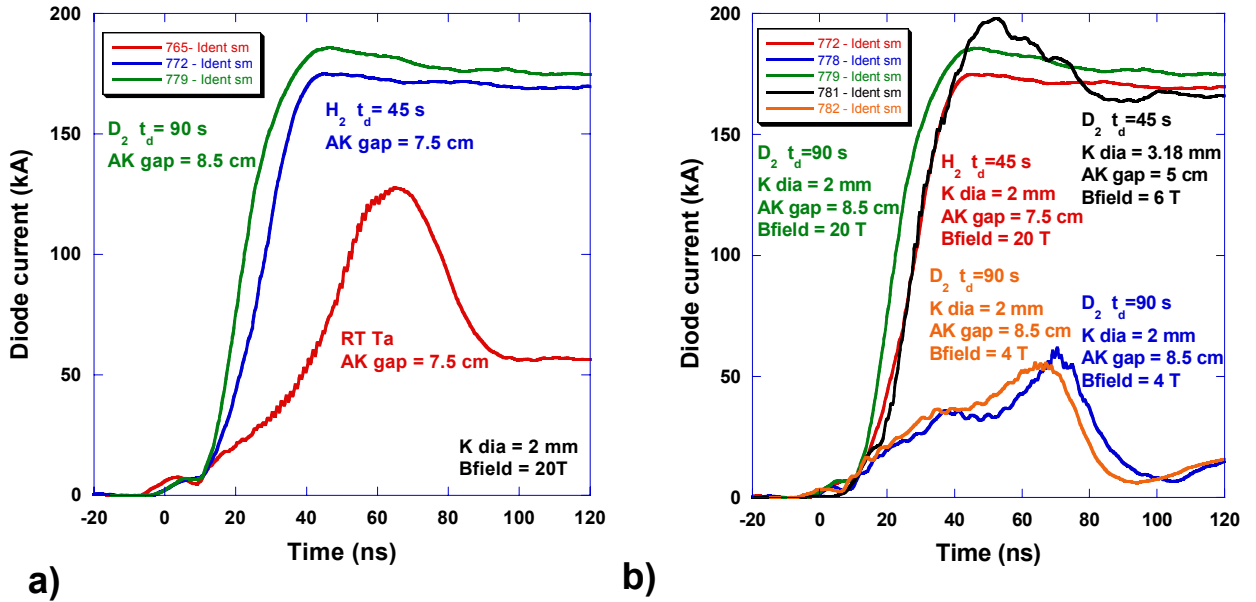 200
150
100
50
0
-20 0 20 40 60 80 100 120
Diode current (kA)
Time (ns)
765- Ident sm
772 - Ident sm
779 - Ident sm
D2 td = 90 s
AK gap = 8.5 cm
H2 td = 45 s
AK gap = 7.5 cm
RT Ta
AK gap = 7.5 cm
K dia = 2 mm
Bfield = 20T
a)
200
150
100
50
0
-20 0 20 40 60 80 100 120
Diode current (kA)
Time (ns)
772 - Ident sm
778 - Ident sm
779 - Ident sm
781 - Ident sm
782 - Ident sm
D2 td=90 s
K dia = 2 mm
AK gap = 8.5 cm
Bfield = 20 T
H2 td=45 s
K dia = 2 mm
AK gap = 7.5 cm
Bfield = 20 T
D2 td=45 s
K dia = 3.18 mm
AK gap = 5 cm
Bfield = 6 T
D2 td=90 s
K dia = 2 mm
AK gap = 8.5 cm
Bfield = 4 T
D2 td=90 s
K dia = 2 mm
AK gap = 8.5 cm
Bfield = 4 T
b)